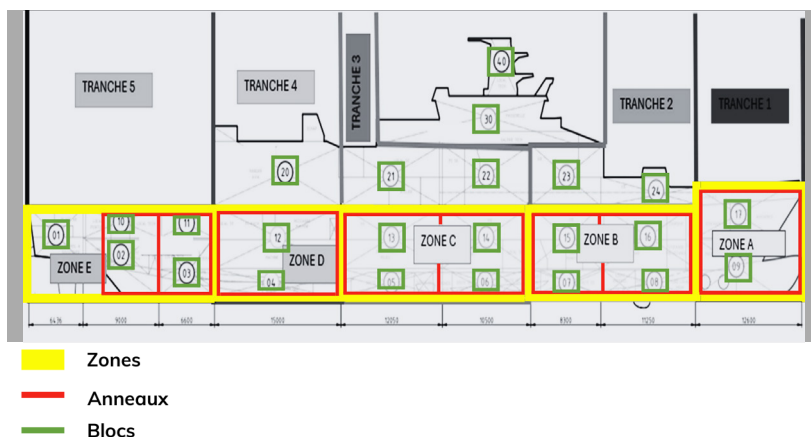 40
TRANCHE 5
TRANCHE 4
TRANCHE 3
TRANCHE 2
TRANCHE 1
30
20
21
22
23
24
01
10
11
02
03
12
13
14
15
16
17
ZONE E
ZONE D
ZONE C
ZONE B
ZONE A
04
05
06
07
08
09
6436
9000
6600
15000
12050
10500
8300
11250
12600
Zones
Anneaux
Blocs